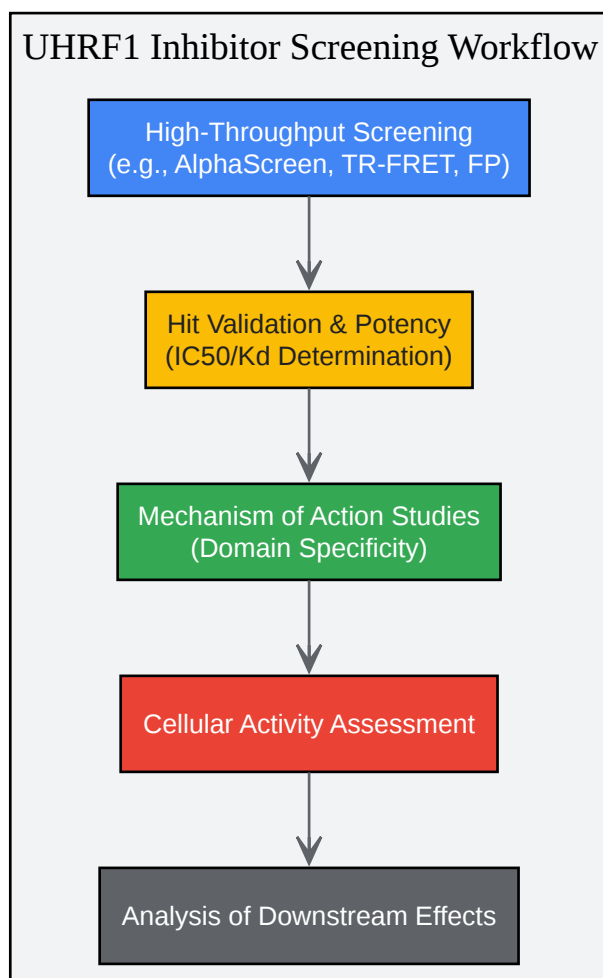 UHRF1 Inhibitor Screening Workflow
High-Throughput Screening
(e.g., AlphaScreen, TR-FRET, FP)
Hit Validation & Potency
(IC50/Kd Determination)
Mechanism of Action Studies
(Domain Specificity)
Cellular Activity Assessment
Analysis of Downstream Effects